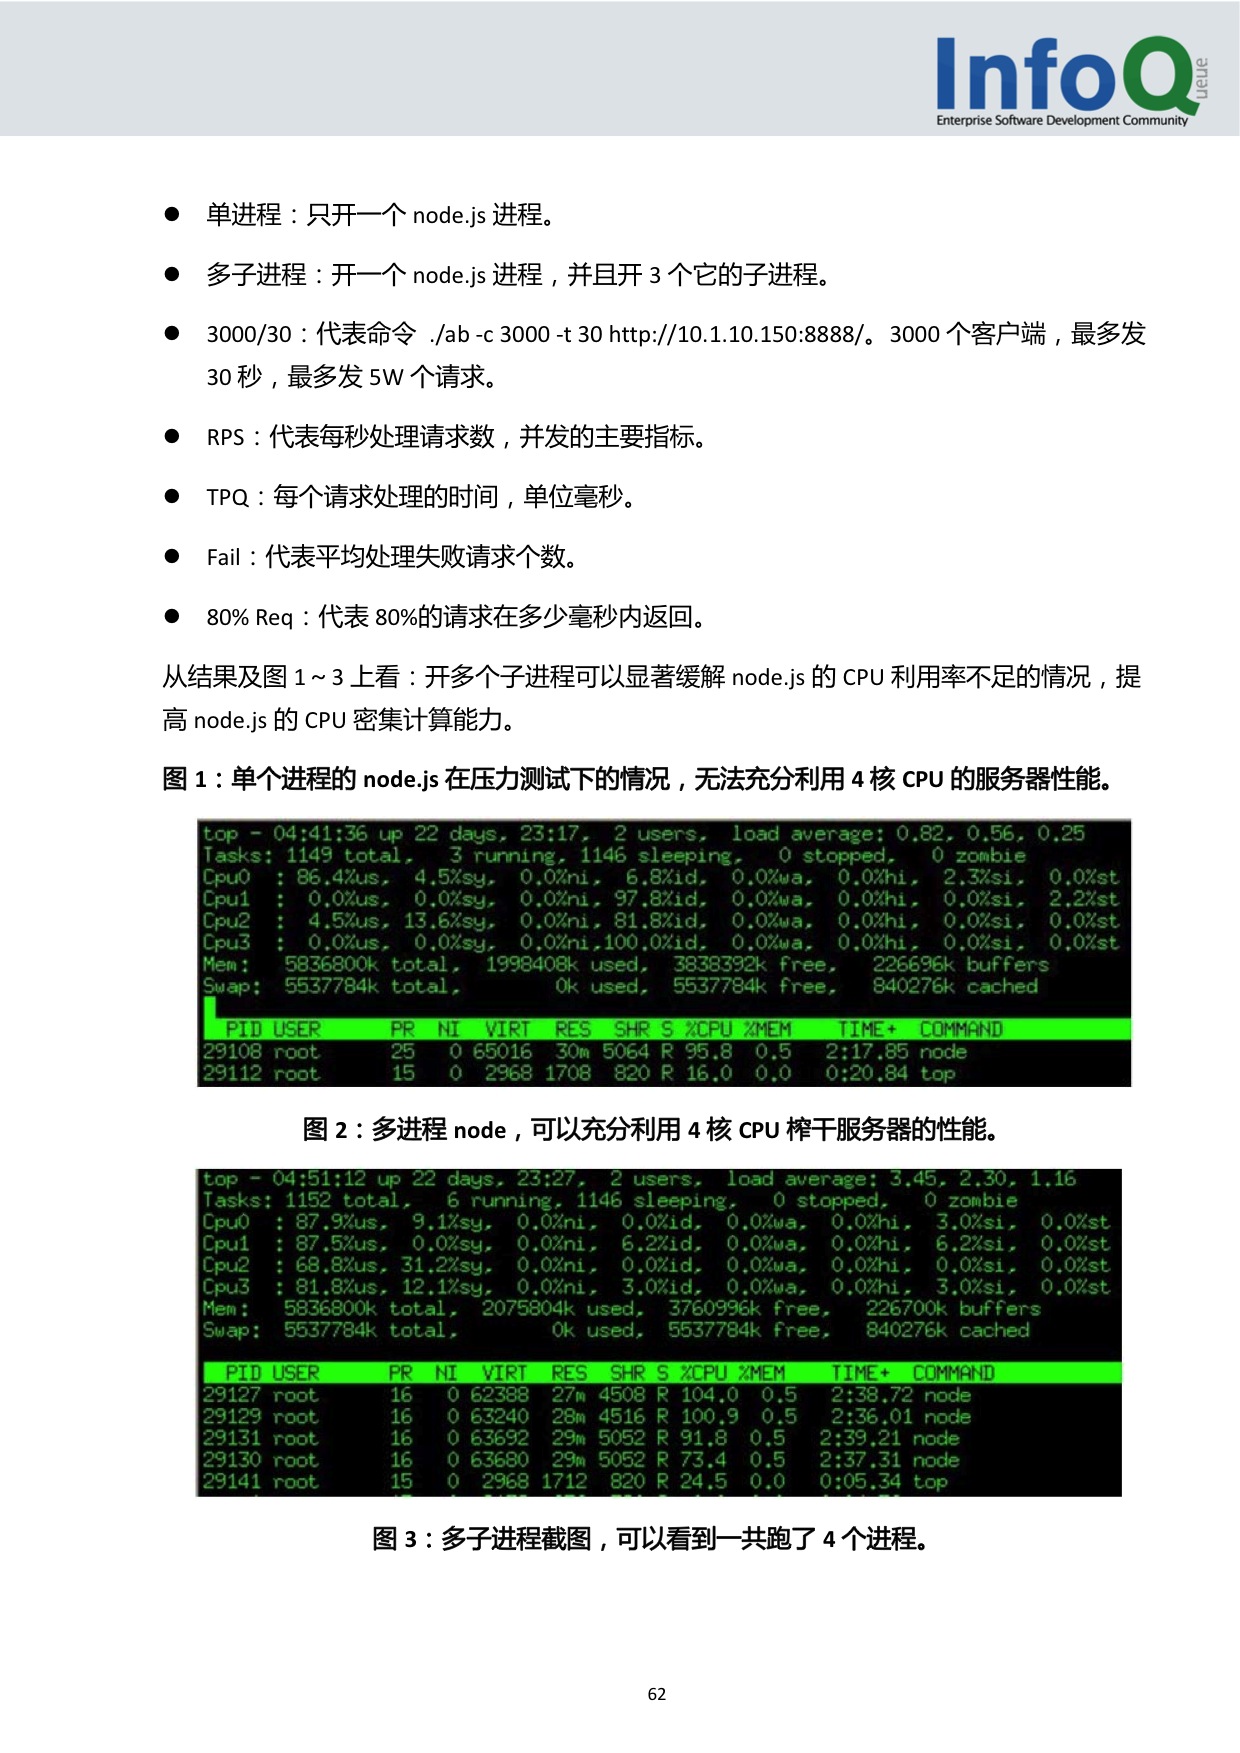 InfoQueue
Enterprise Software Development Community
● 单进程：只开一个 node.js 进程。
● 多子进程：开一个 node.js 进程，并且开 3 个它的子进程。
● 3000/30：代表命令 ./ab -c 3000 -t 30 http://10.1.10.150:8888/。3000 个客户端，最多发
30 秒，最多发 5W 个请求。
● RPS：代表每秒处理请求数，并发的主要指标。
● TPQ：每个请求处理的时间，单位毫秒。
● Fail：代表平均处理失败请求个数。
● 80% Req：代表 80%的请求在多少毫秒内返回。
从结果及图 1～3 上看：开多个子进程可以显著缓解 node.js 的 CPU 利用率不足的情况，提
高 node.js 的 CPU 密集计算能力。
图 1：单个进程的 node.js 在压力测试下的情况，无法充分利用 4 核 CPU 的服务器性能。
top - 04:41:36 up 22 days, 23:17, 2 users, load average: 0.82, 0.56, 0.25
Tasks: 1149 total, 3 running, 1146 sleeping, 0 stopped, 0 zombie
Cpu0 : 86.4%us, 4.5%sy, 0.0%ni, 6.8%id, 0.0%wa, 0.0%hi, 2.3%si, 0.0%st
Cpu1 : 0.0%us, 0.0%sy, 0.0%ni, 97.8%id, 0.0%wa, 0.0%hi, 0.0%si, 2.2%st
Cpu2 : 4.5%us, 13.6%sy, 0.0%ni, 81.8%id, 0.0%wa, 0.0%hi, 0.0%si, 0.0%st
Cpu3 : 0.0%us, 0.0%sy, 0.0%ni,100.0%id, 0.0%wa, 0.0%hi, 0.0%si, 0.0%st
Mem: 5836800k total, 1998408k used, 3838392k free, 226696k buffers
Swap: 5537784k total, 0k used, 5537784k free, 840276k cached
PID USER PR NI VIRT RES SHR S %CPU %MEM TIME+ COMMAND
29108 root 25 0 65016 30m 5064 R 95.8 0.5 2:17.85 node
29112 root 15 0 2968 1708 820 R 16.0 0.0 0:20.84 top
图 2：多进程 node，可以充分利用 4 核 CPU 榨干服务器的性能。
top - 04:51:12 up 22 days, 23:27, 2 users, load average: 3.45, 2.30, 1.16
Tasks: 1152 total, 6 running, 1146 sleeping, 0 stopped, 0 zombie
Cpu0 : 87.9%us, 9.1%sy, 0.0%ni, 0.0%id, 0.0%wa, 0.0%hi, 3.0%si, 0.0%st
Cpu1 : 87.5%us, 0.0%sy, 0.0%ni, 6.2%id, 0.0%wa, 0.0%hi, 6.2%si, 0.0%st
Cpu2 : 68.8%us, 31.2%sy, 0.0%ni, 0.0%id, 0.0%wa, 0.0%hi, 0.0%si, 0.0%st
Cpu3 : 81.8%us, 12.1%sy, 0.0%ni, 3.0%id, 0.0%wa, 0.0%hi, 3.0%si, 0.0%st
Mem: 5836800k total, 2075804k used, 3760996k free, 226700k buffers
Swap: 5537784k total, 0k used, 5537784k free, 840276k cached
PID USER PR NI VIRT RES SHR S %CPU %MEM TIME+ COMMAND
29127 root 16 0 62388 27m 4508 R 104.0 0.5 2:38.72 node
29129 root 16 0 63240 28m 4516 R 100.9 0.5 2:36.01 node
29131 root 16 0 63692 29m 5052 R 91.8 0.5 2:39.21 node
29130 root 16 0 63680 29m 5052 R 73.4 0.5 2:37.31 node
29141 root 15 0 2968 1712 820 R 24.5 0.0 0:05.34 top
图 3：多子进程截图，可以看到一共跑了 4 个进程。
62